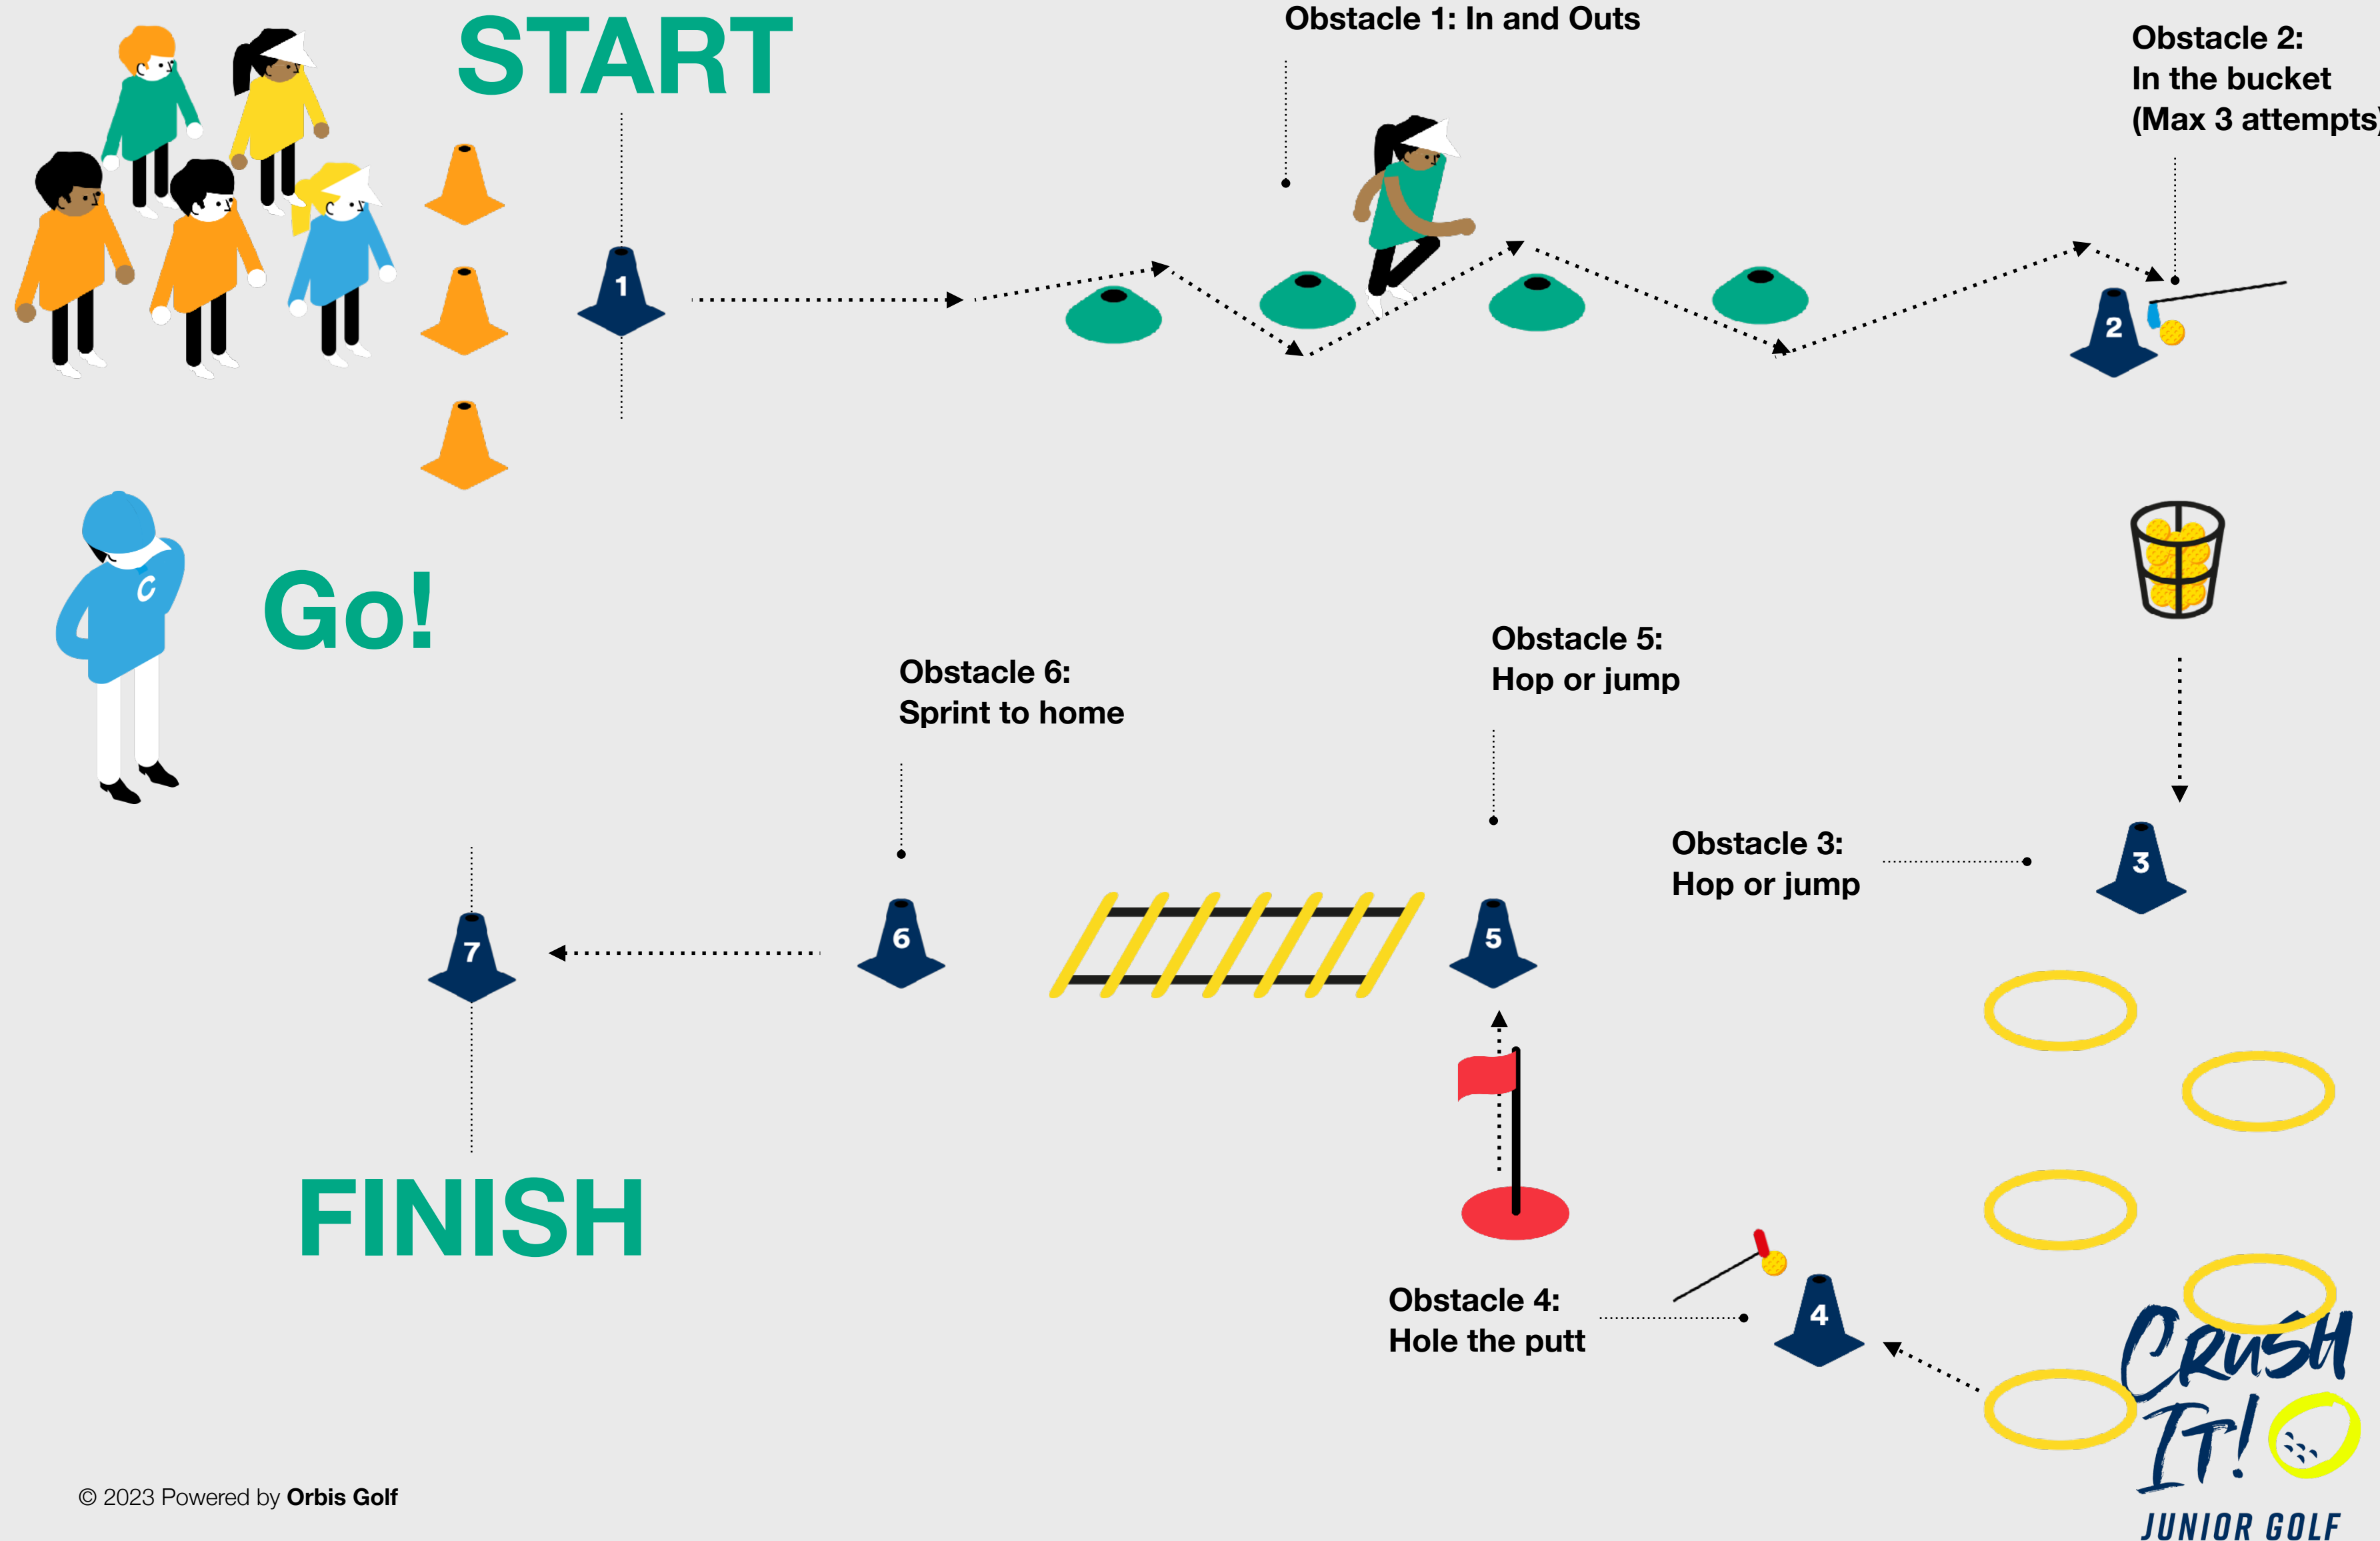 START
Obstacle 1: In and Outs
Obstacle 2:
In the bucket
(Max 3 attempts)
1
2
C
Go!
Obstacle 5:
Hop or jump
Obstacle 6:
Sprint to home
Obstacle 3:
Hop or jump
3
7
6
5
FINISH
Obstacle 4:
Hole the putt
4
CRUSH
IT!
JUNIOR GOLF
© 2023 Powered by Orbis Golf